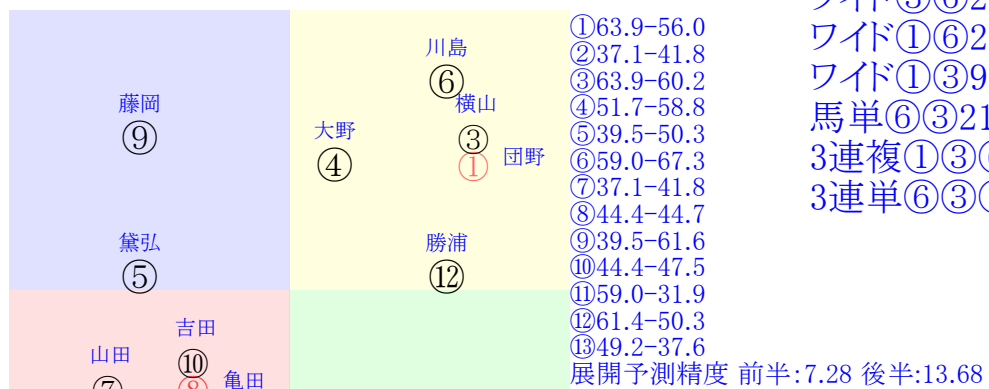 川島
⑥
横山
藤岡
⑨
大野
④
③
①
団野
黛弘
⑤
勝浦
⑫
吉田
⑩
山田
⑦
⑧
亀田
①63.9-56.0
②37.1-41.8
③63.9-60.2
④51.7-58.8
⑤39.5-50.3
⑥59.0-67.3
⑦37.1-41.8
⑧44.4-44.7
⑨39.5-61.6
⑩44.4-47.5
⑪59.0-31.9
⑫61.4-50.3
⑬49.2-37.6
展開予測精度 前半:7.28 後半:13.68
ワイド③⑥2
ワイド①⑥2
ワイド①③9
馬単⑥③21
3連複①③
3連単⑥③